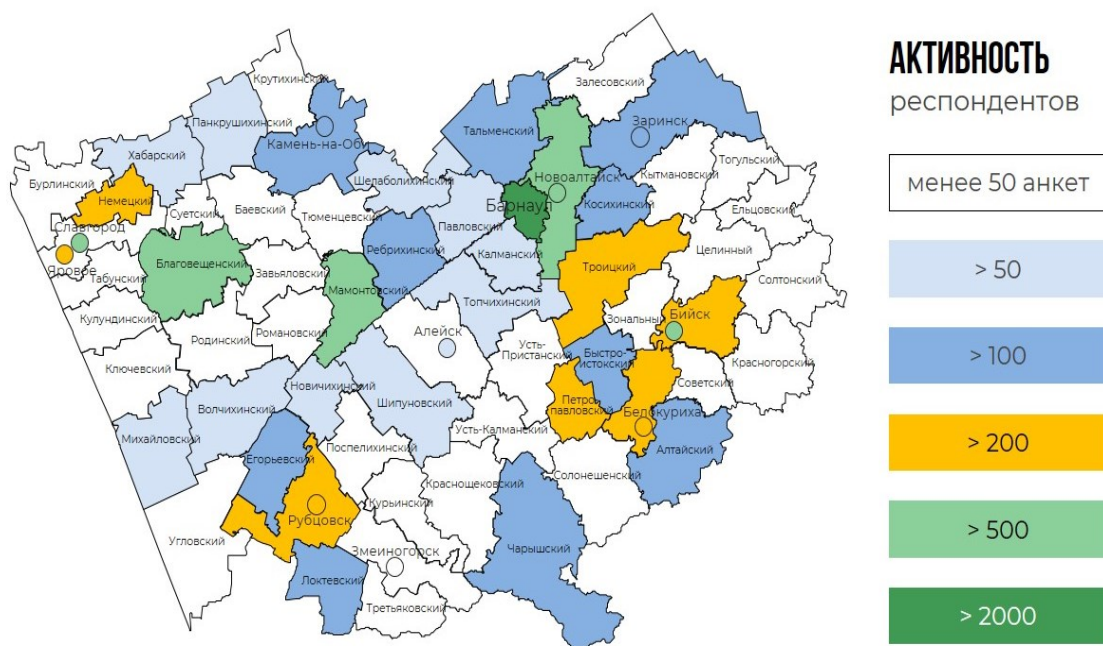 АКТИВНОСТЬ
респондентов
менее 50 анкет
> 50
> 100
> 200
> 500
> 2000
Крутихинский
Залесовский
Панкрушихинский
Тальменский
Заринск
Камень-на-Оби
Хабарский
Тогульский
Бурлинский
Шелаболихинский
Новоалтайск
Кытмановский
Немецкий
Суетский
Баевский
Тюменцевский
Барнаул
Косихинский
Ельцовский
Славгород
Павловский
Ребрихинский
Целинный
Яровое
Табунский
Благовещенский
Завьяловский
Калманский
Троицкий
Солтонский
Мамонтовский
Топчихинский
Кулундинский
Романовский
Алейск
Зональный
Бийск
Родинский
Усть-
Пристанский
Быстро-
истокский
Красногорский
Ключевский
Новичихинский
Советский
Волчихинский
Шипуновский
Петро-
павловский
Белокуриха
Михайловский
Усть-Калманский
Поспелихинский
Алтайский
Егорьевский
Краснощековский
Солонешенский
Курьинский
Рубцовск
Угловский
Змеиногорск
Чарышский
Локтевский
Третьяковский